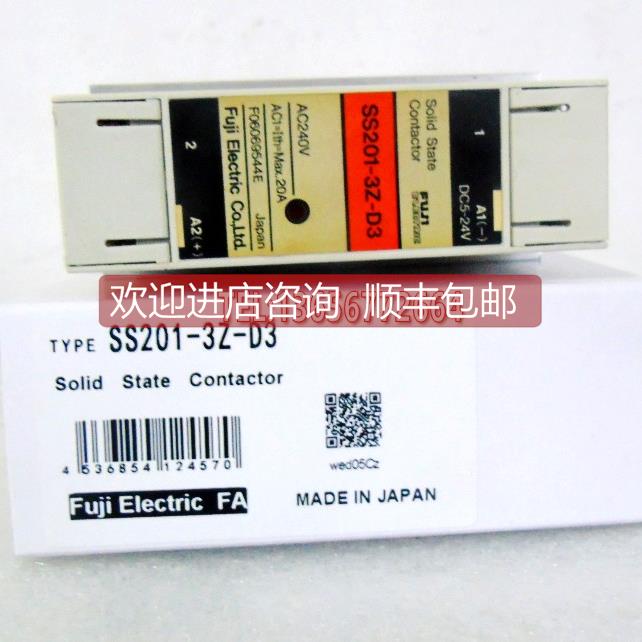 1
A1(−)
DC5-24V
Solid State
Contactor
FUJI
SS201-3Z-D3
AC240V
AC1=Ith=Max.20A
F06069544E Japan
Fuji Electric Co.,Ltd.
2
A2(+)
欢迎进店咨询 顺丰包邮
TYPE SS201-3Z-D3
Solid State Contactor
4 536854 124570
wed05Cz
Fuji Electric FA
MADE IN JAPAN